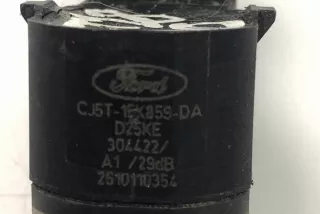 Ford
CJ5T-15K859-DA
D25KE
304422/
A1 /29dB
2610110354